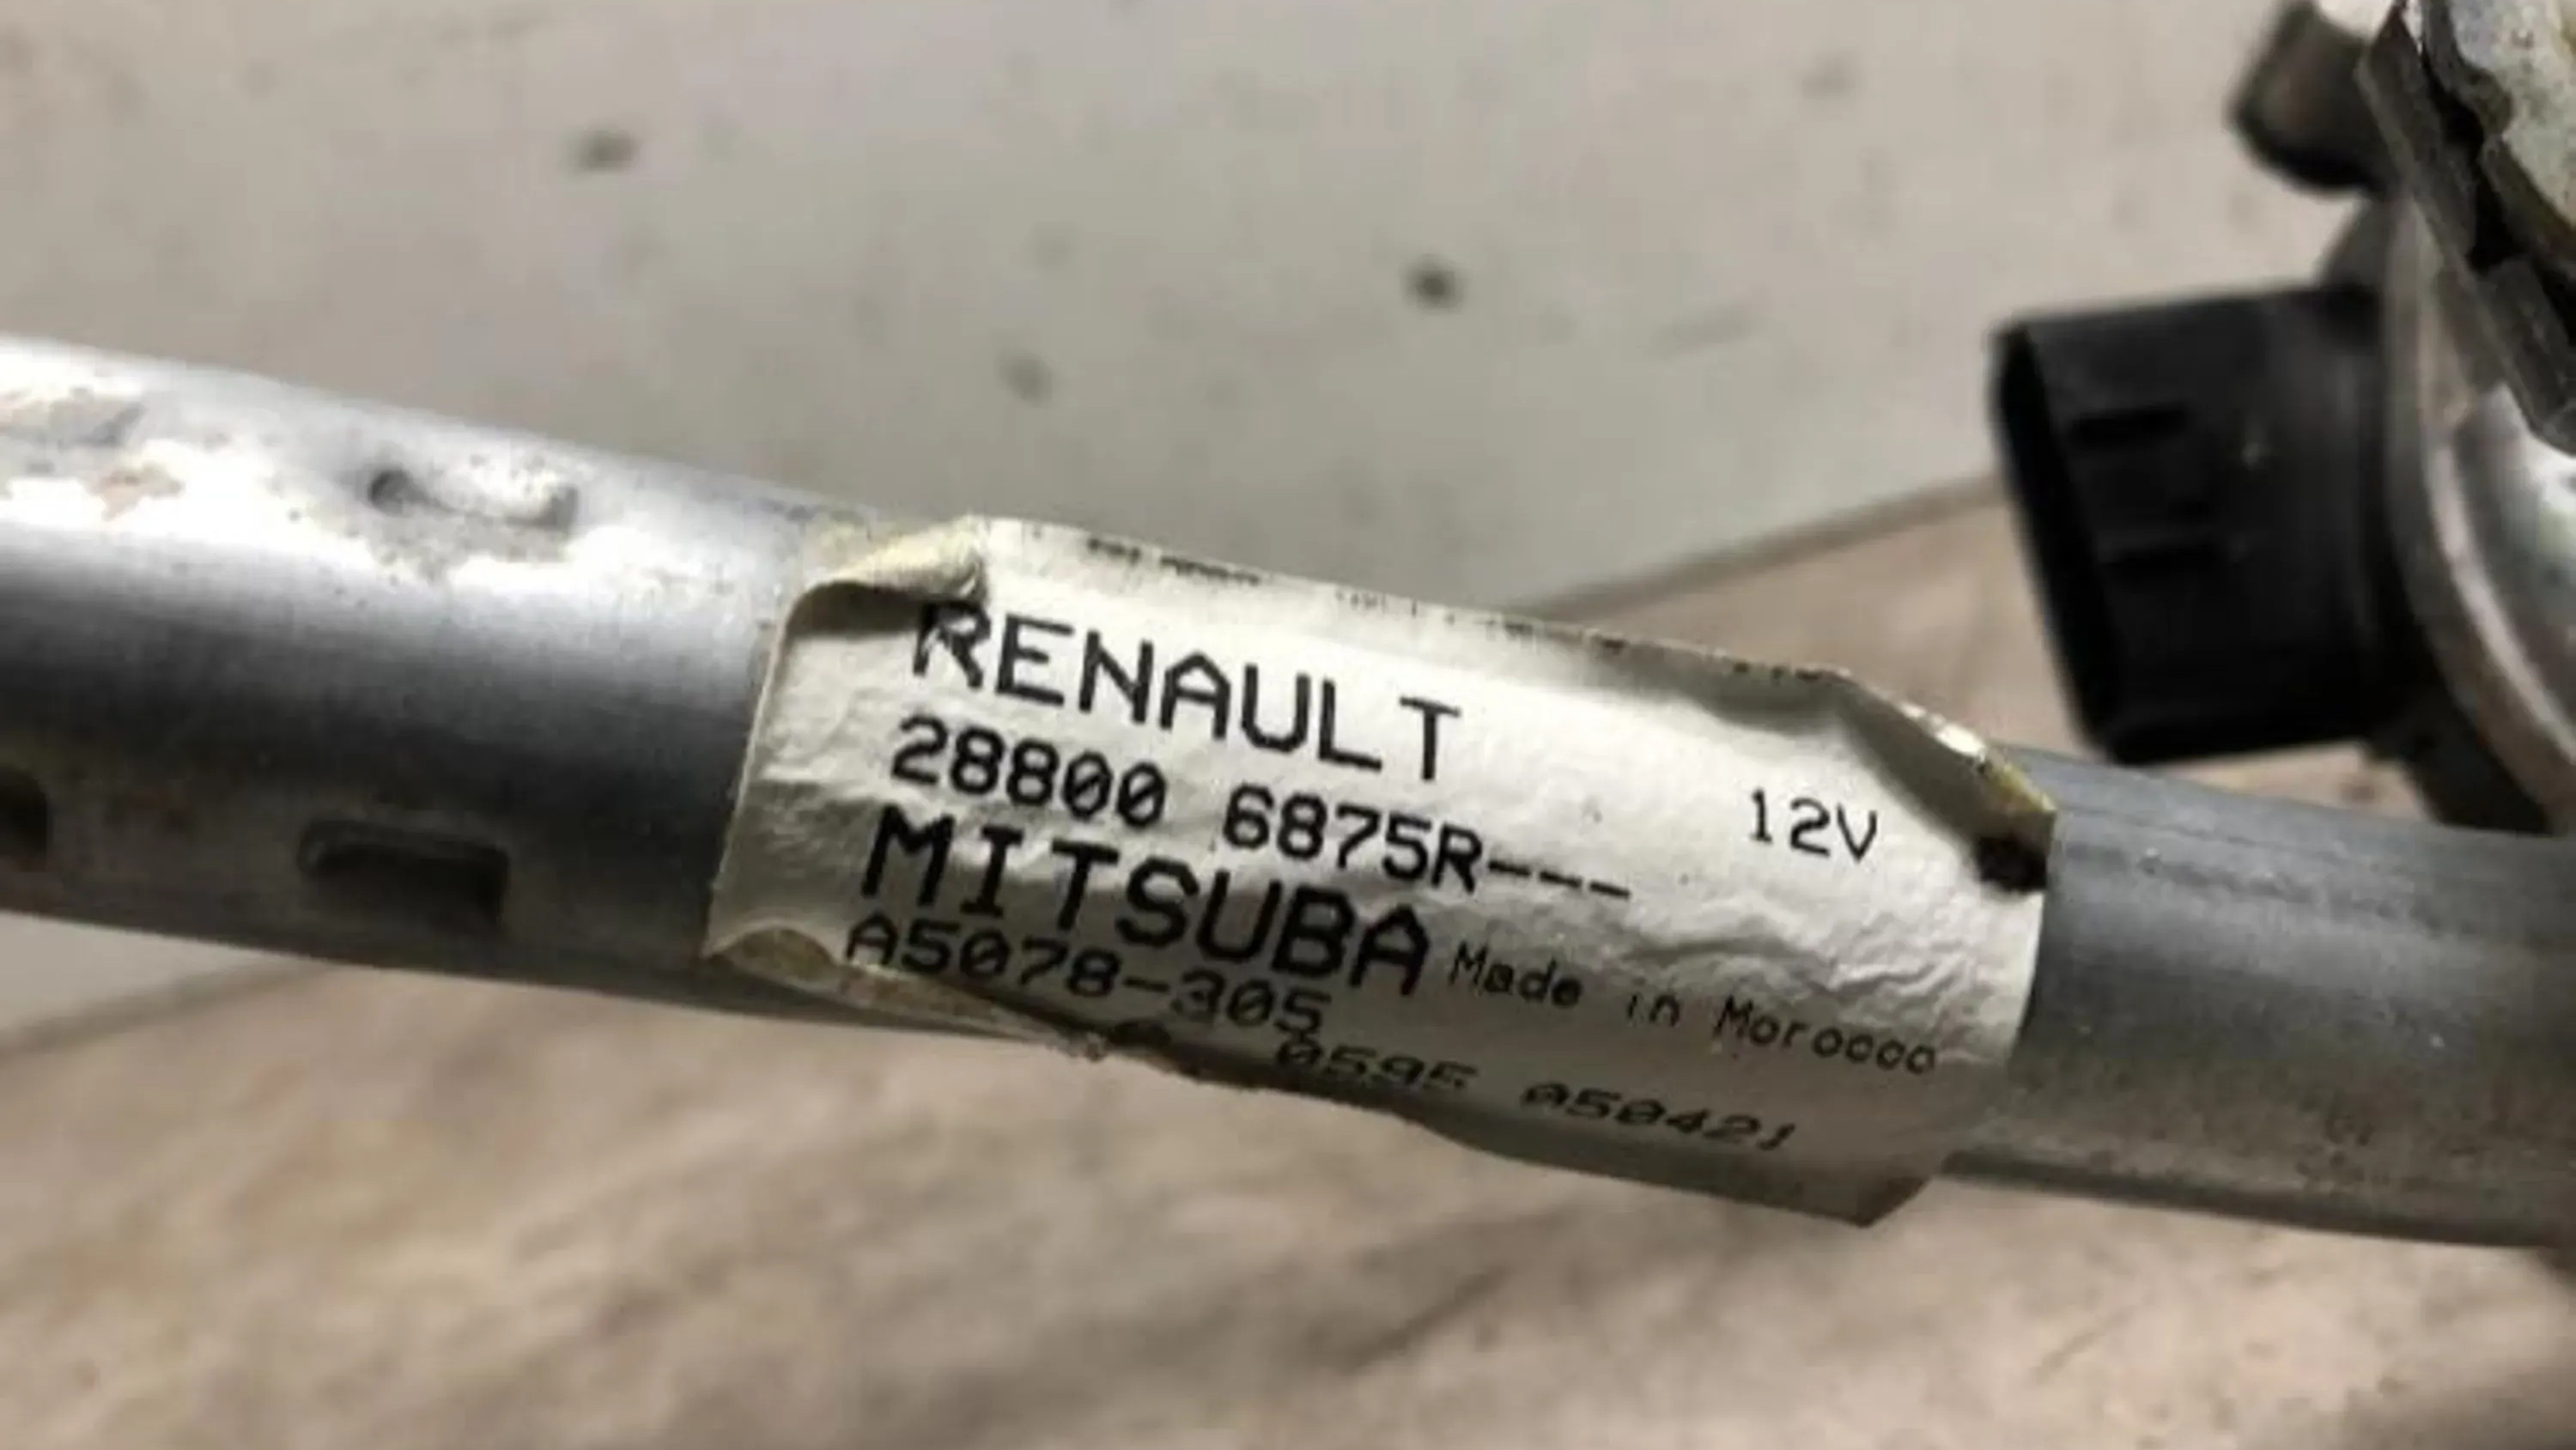 RENAULT
28800 6875R---
12V
MITSUBA Made in Morocco
A5078-305
0595 050421